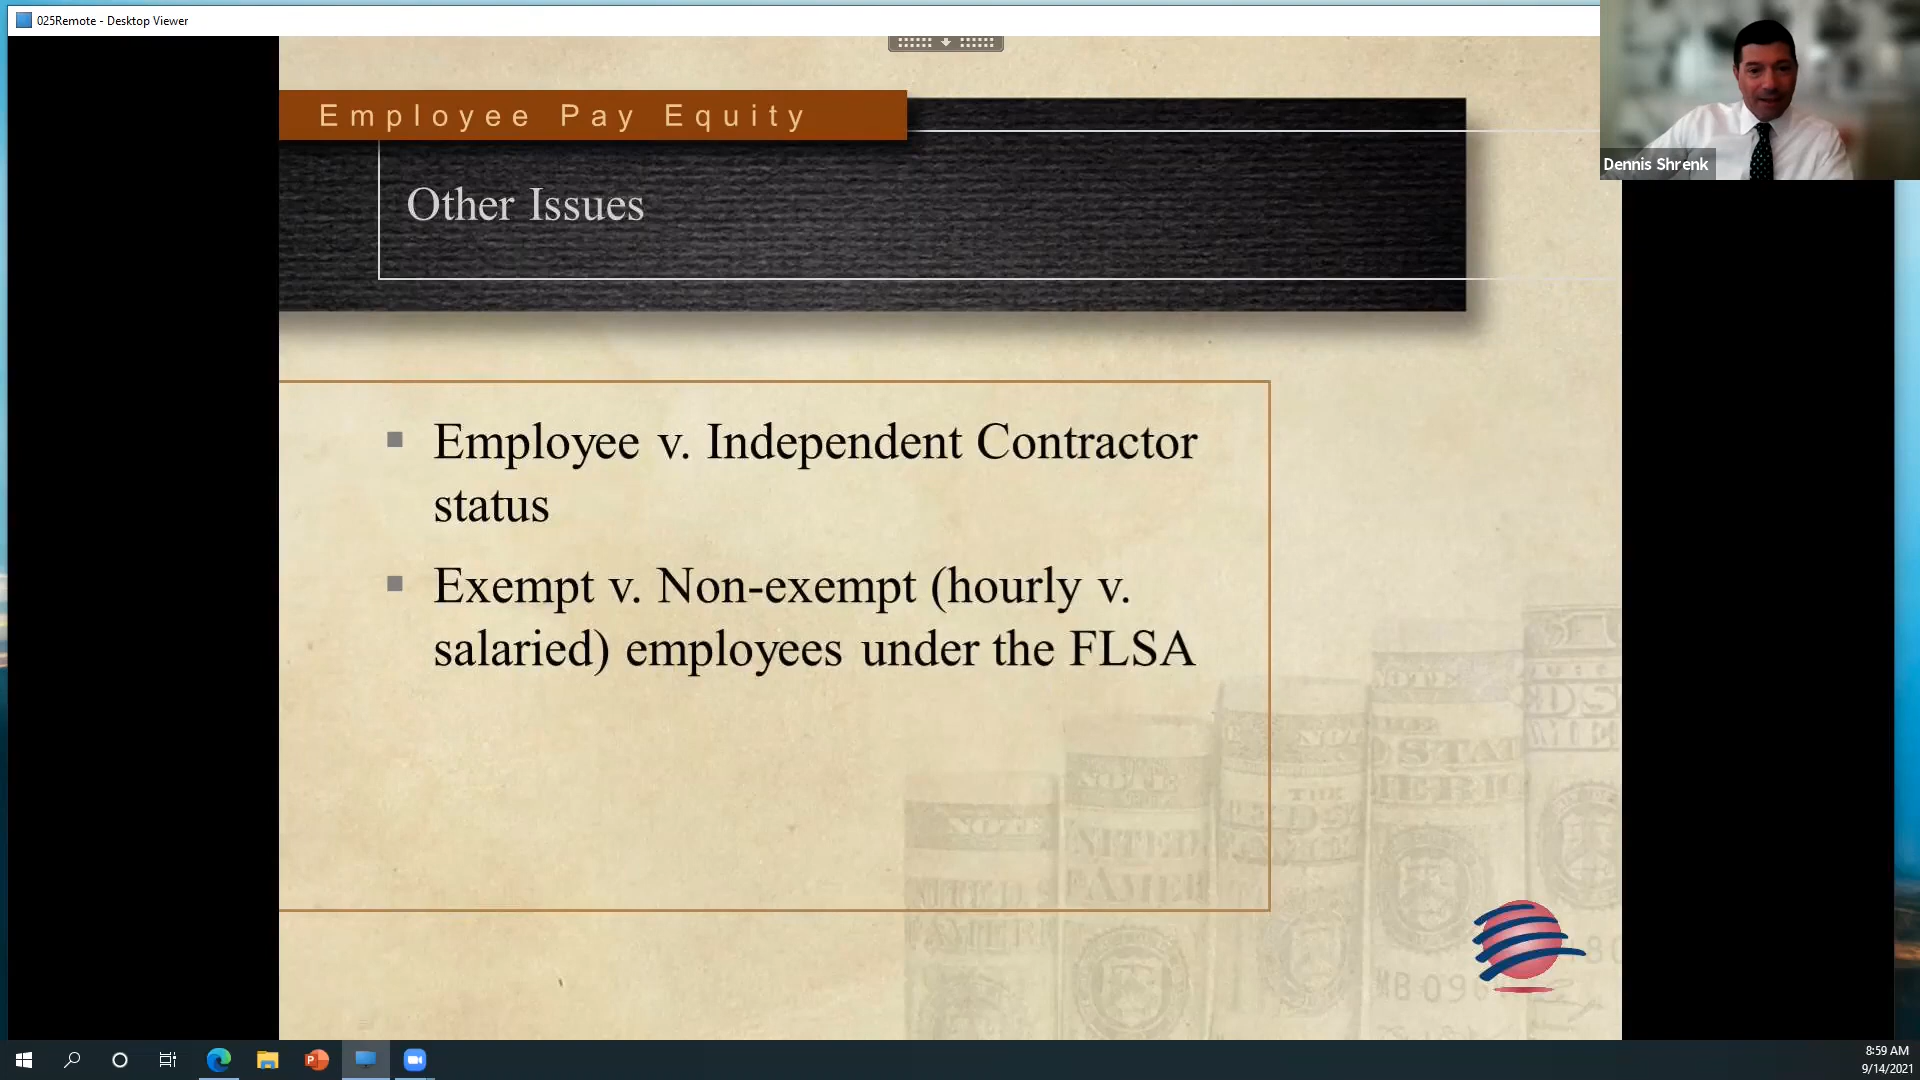 025Remote - Desktop Viewer
Employee Pay Equity
Dennis Shrenk
Other Issues
Employee v. Independent Contractor
status
Exempt v. Non-exempt (hourly v.
salaried) employees under the FLSA
8:59 AM
9/14/2021